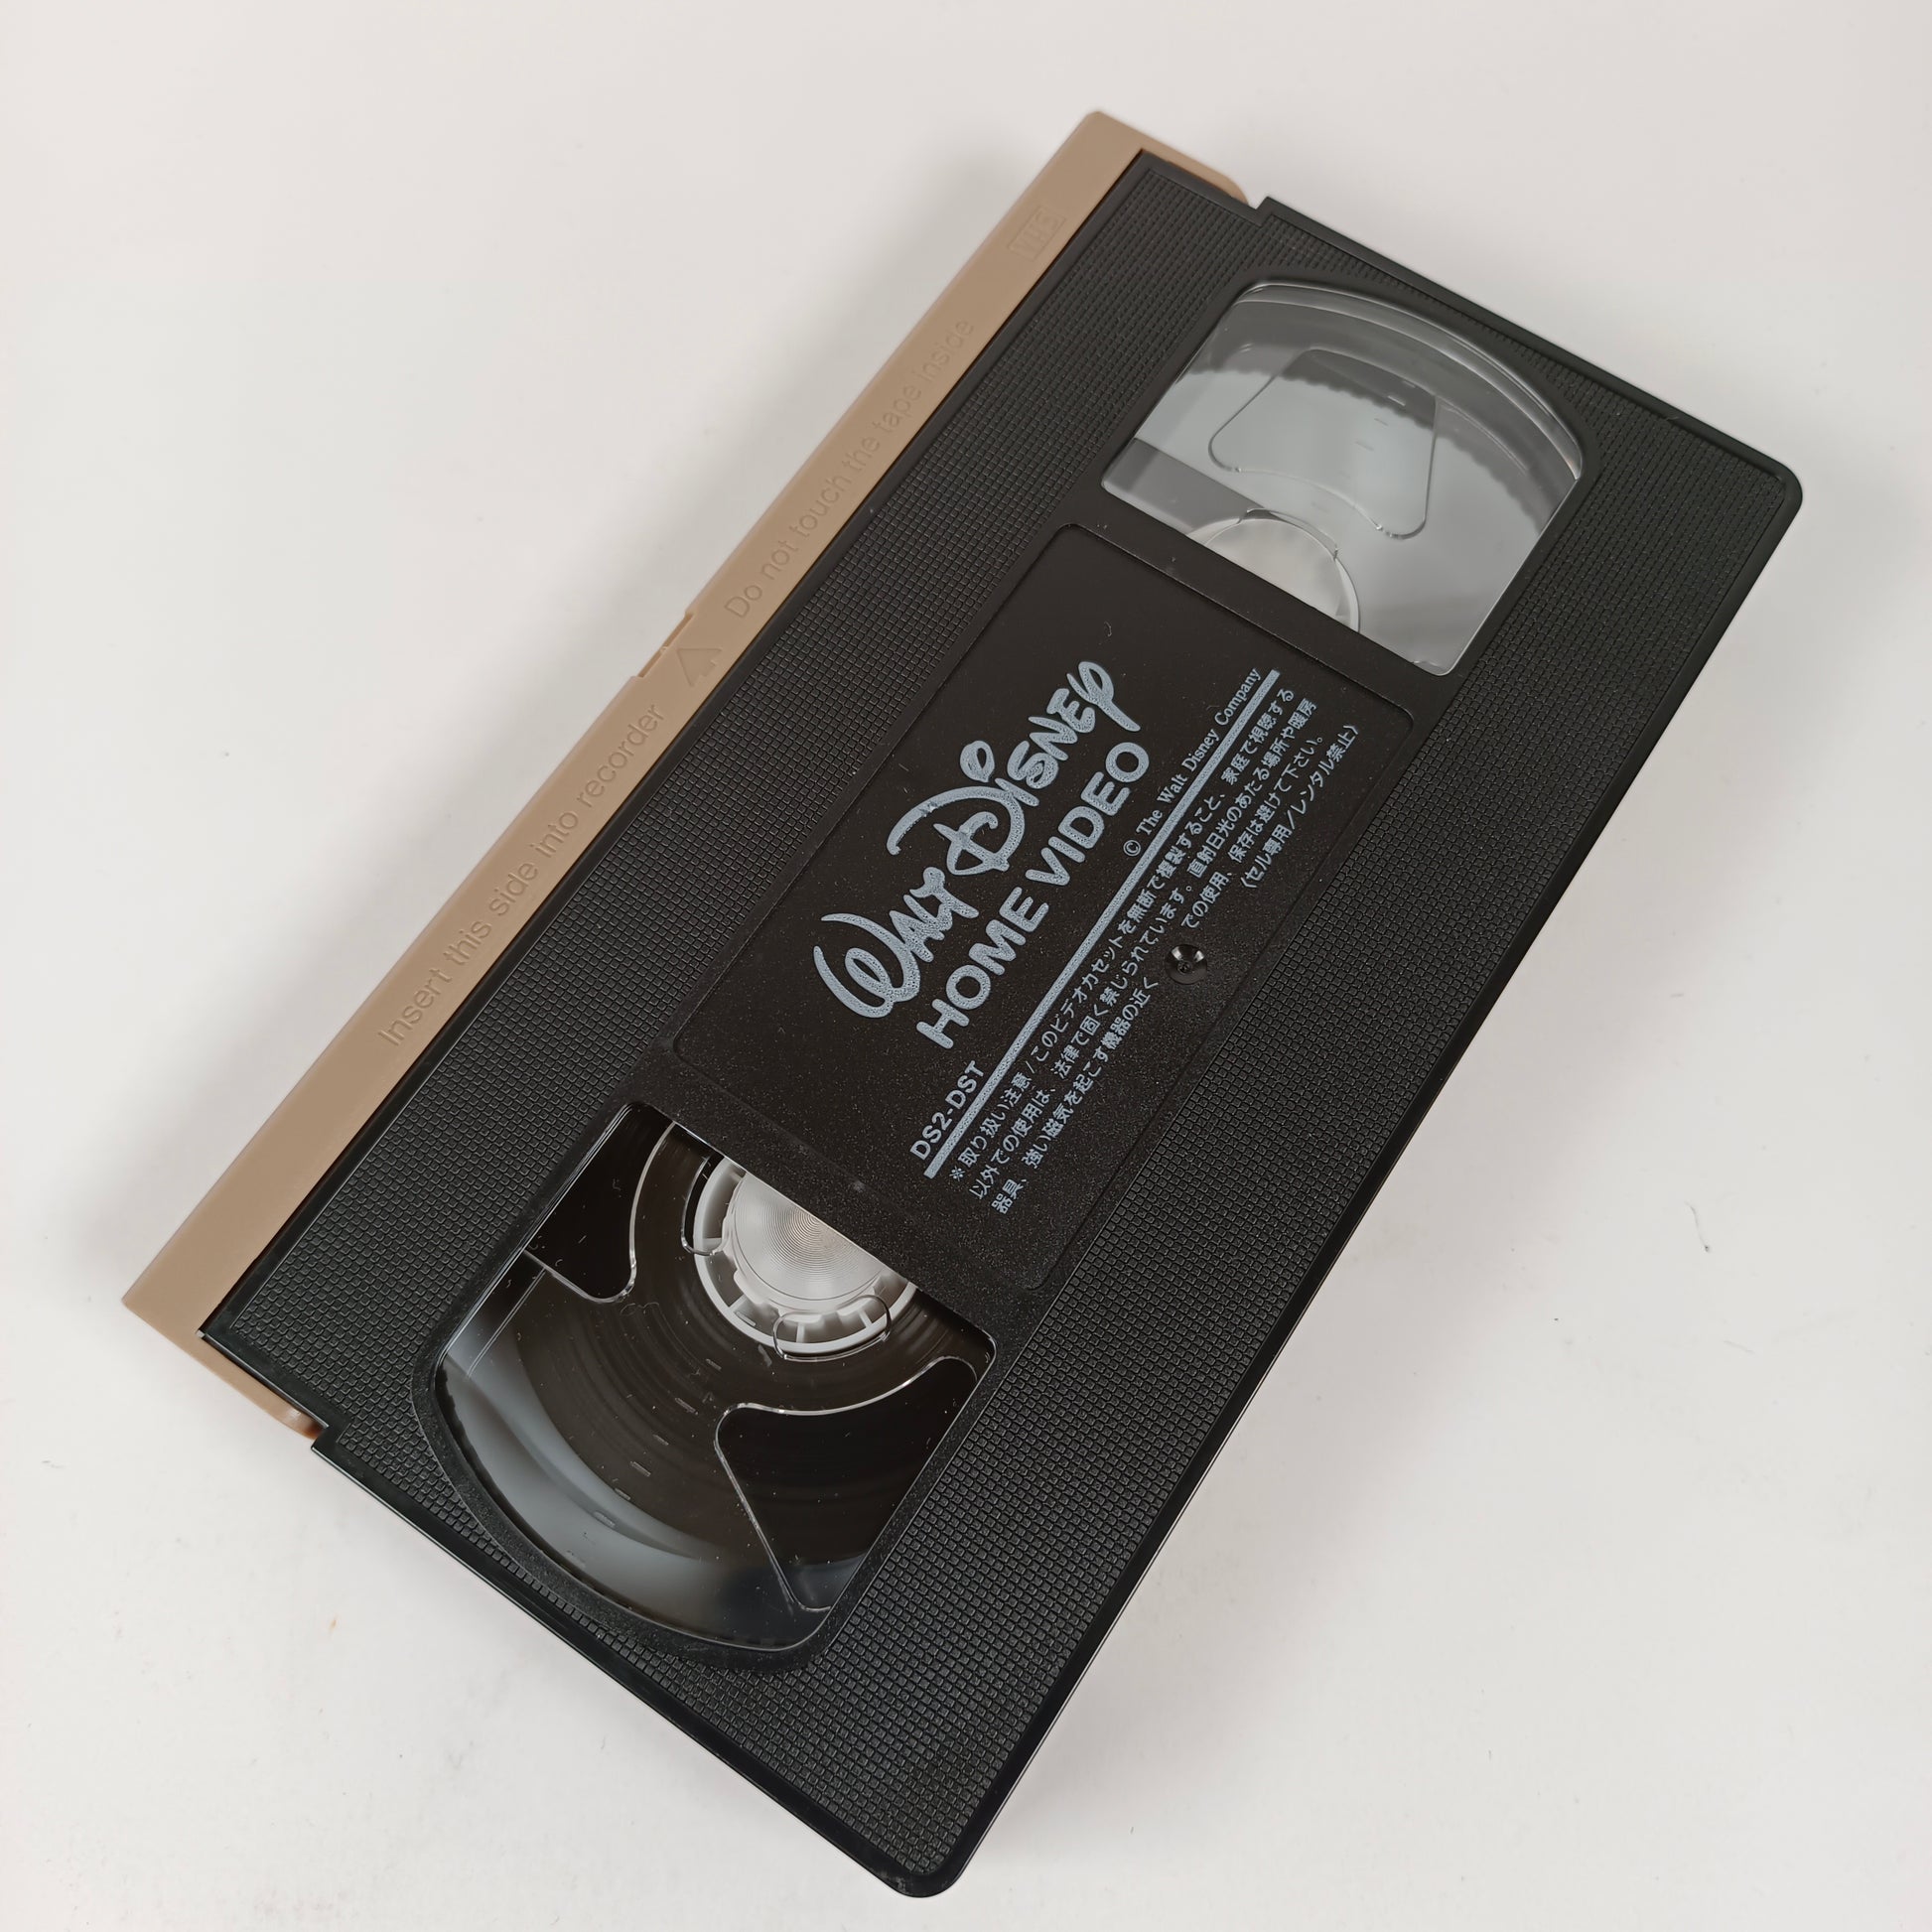 VHS
Insert this side into recorder
Do not touch the tape inside
WALT DISNEY
HOME VIDEO
DS2-DST
© The Walt Disney Company
※取り扱い注意/このビデオカセットを無断で複製すること、家庭で視聴する
以外での使用は、法律で固く禁じられています。直射日光のあたる場所や暖房
器具、強い磁気を起こす機器の近くでの使用、保存は避けて下さい。
〈セル専用/レンタル禁止〉